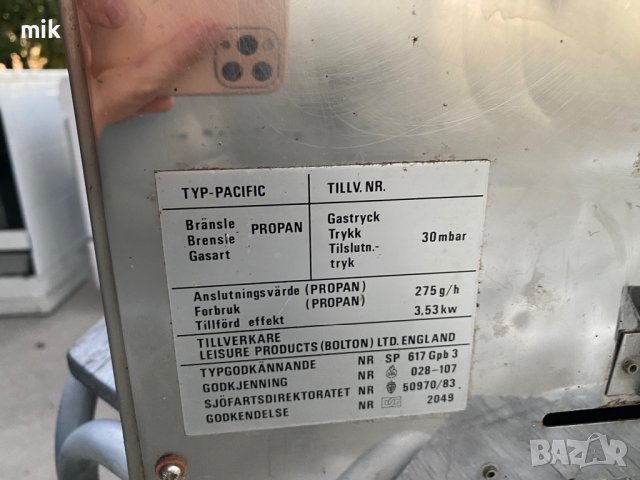 mik
TYP-PACIFIC
TILLV. NR.
Bränsle
Brensle
Gasart
PROPAN
Gastryck
Trykk
Tilslutn.-
tryk
30 mbar
Anslutningsvärde (PROPAN) 275 g/h
Forbruk (PROPAN)
Tillförd effekt 3,53 kw
TILLVERKARE
LEISURE PRODUCTS (BOLTON) LTD. ENGLAND
TYPGODKÄNNANDE NR SP 617 Gpb 3
GODKJENNING NR 028-107
SJÖFARTSDIREKTORATET NR 50970/83
GODKENDELSE NR DG 2049
BAZAR
bg